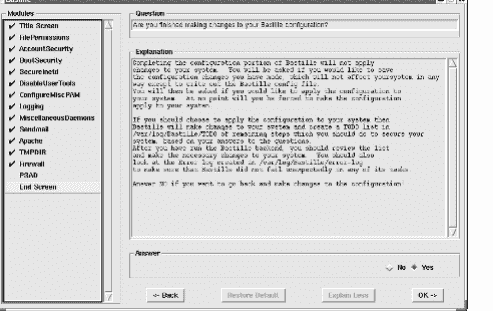 Modules
Title Screen
FilePermissions
AccountSecurity
BootSecurity
SecureInetd
DisableUserTools
ConfigureMiscPAM
Logging
MiscellaneousDaemons
Sendmail
Apache
TMPDIR
Firewall
PSAD
End Screen
Question
Are you finished making changes to your Bastille configuration?
Explanation
Completing the configuration portion of Bastille will not apply
changes to your system. You will be asked if you would like to save
the configuration changes you have made, which will not affect yoursystem in any
way except to write out the Bastille config file.
You will then be asked if you would like to apply the configuration to
your system. At no point will you be forced to make the configuration
apply to your system.
IF you should choose to apply the configuration to your system then
Bastille will make changes to your system and create a TODO list in
/var/log/Bastille/TODO of remaining steps which you should do to secure your
system, based on your answers to the questions.
After you have run the Bastille backend, you should review the list
and make the necessary changes to your system. You should also
look at the Error log created in /var/log/Bastille/error-log
to make sure that Bastille did not fail unexpectedly in any of its tasks
Answer NO if you want to go back and make changes to the configuration!
Answer
No Yes
<- Back Restore Default Explain Less OK ->